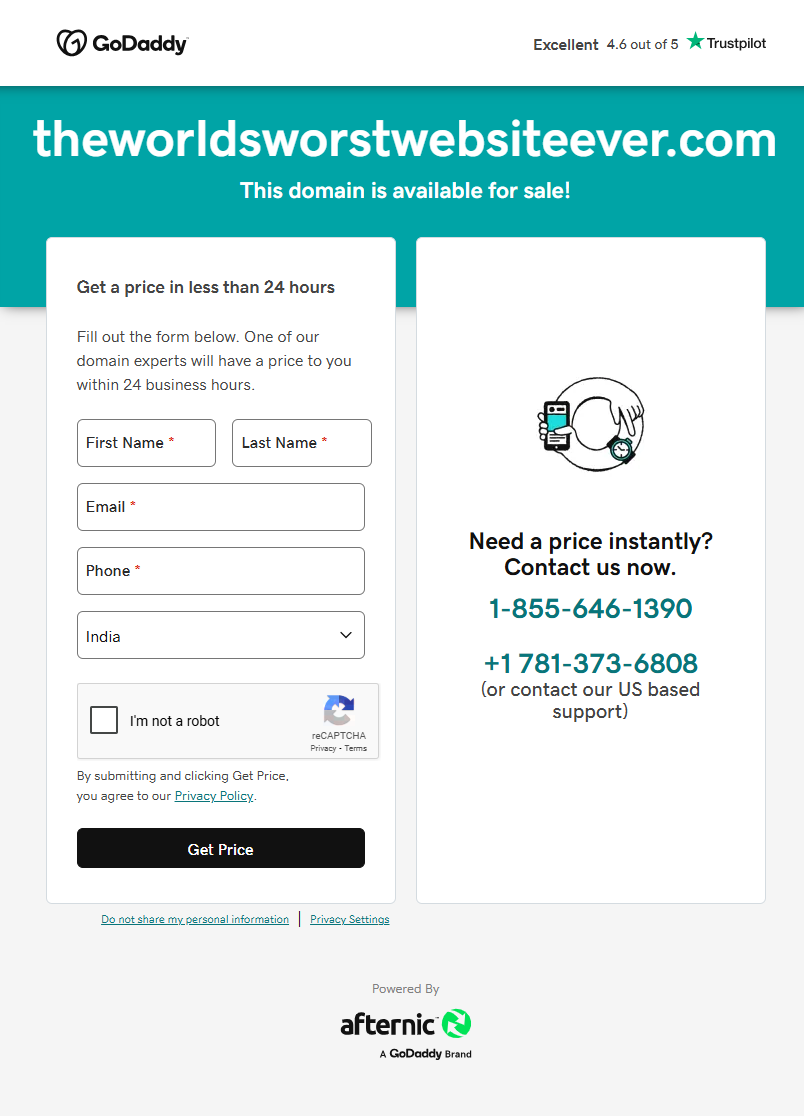 GoDaddy
Excellent 4.6 out of 5 Trustpilot
theworldsworstwebsiteever.com
This domain is available for sale!
Get a price in less than 24 hours
Fill out the form below. One of our
domain experts will have a price to you
within 24 business hours.
First Name *
Last Name *
Email *
Phone *
India
I'm not a robot
reCAPTCHA
Privacy - Terms
By submitting and clicking Get Price,
you agree to our Privacy Policy.
Get Price
Need a price instantly?
Contact us now.
1-855-646-1390
+1 781-373-6808
(or contact our US based
support)
Do not share my personal information | Privacy Settings
Powered By
afternic™
A GoDaddy Brand